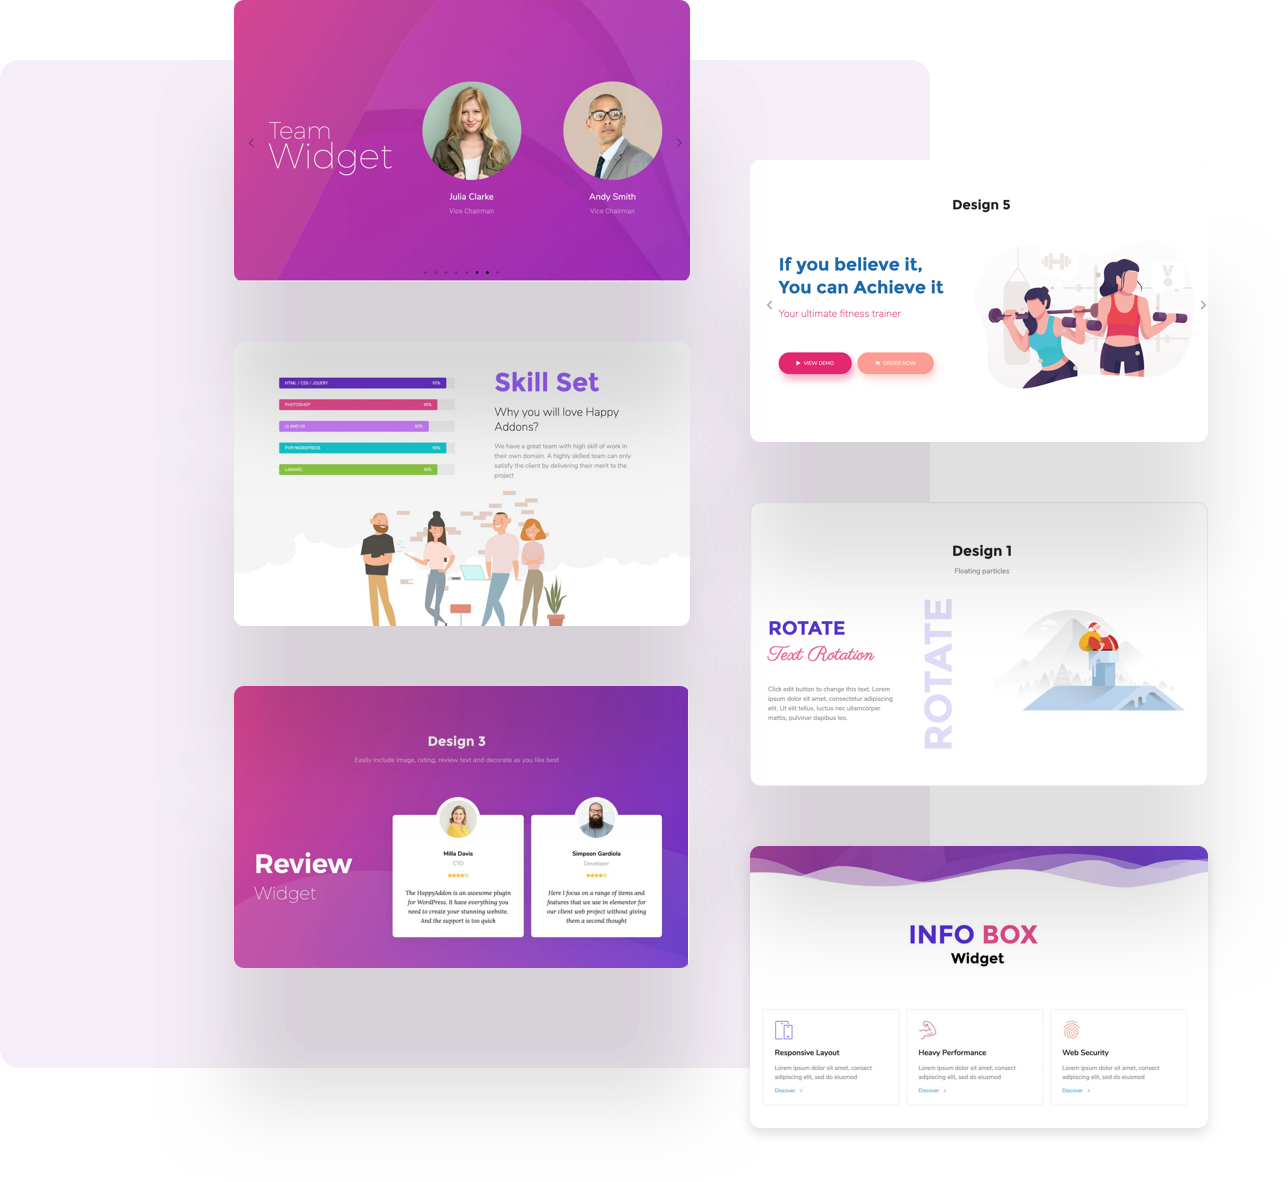 Team
Widget
Julia Clarke
Vice Chairman
Andy Smith
Vice Chairman
HTML / CSS / JQUERY
PHOTOSHOP
90%
UI AND UX
PHP/WORDPRESS
LARAVEL
Skill Set
Why you will love Happy
Addons?
We have a great team with high skill of work in
their own domain. A highly skilled team can only
satisfy the client by delivering their merit to the
project
Design 3
Easily include image, rating, review text and decorate as you like best
Review
Widget
Milla Davis
CTO
The HappyAddon is an awesome plugin
for WordPress. It have everything you
need to create your stunning website.
And the support is too quick
Simpson Gardiola
Developer
Here I focus on a range of items and
features that we use in elementor for
our client web project without giving
them a second thought
Design 5
If you believe it,
You can Achieve it
Your ultimate fitness trainer
VIEW DEMO
ORDER NOW
Design 1
Floating particles
ROTATE
Text Rotation
Click edit button to change this text. Lorem
ipsum dolor sit amet, consectetur adipiscing
elit. Ut elit tellus, luctus nec ullamcorper
mattis, pulvinar dapibus leo.
ROTATE
INFO BOX
Widget
Responsive Layout
Lorem ipsum dolor sit amet, consect
adipiscing elit, sed do eiusmod
Discover
Heavy Performance
Lorem ipsum dolor sit amet, consect
adipiscing elit, sed do eiusmod
Discover
Web Security
Lorem ipsum dolor sit amet, consect
adipiscing elit, sed do eiusmod
Discover